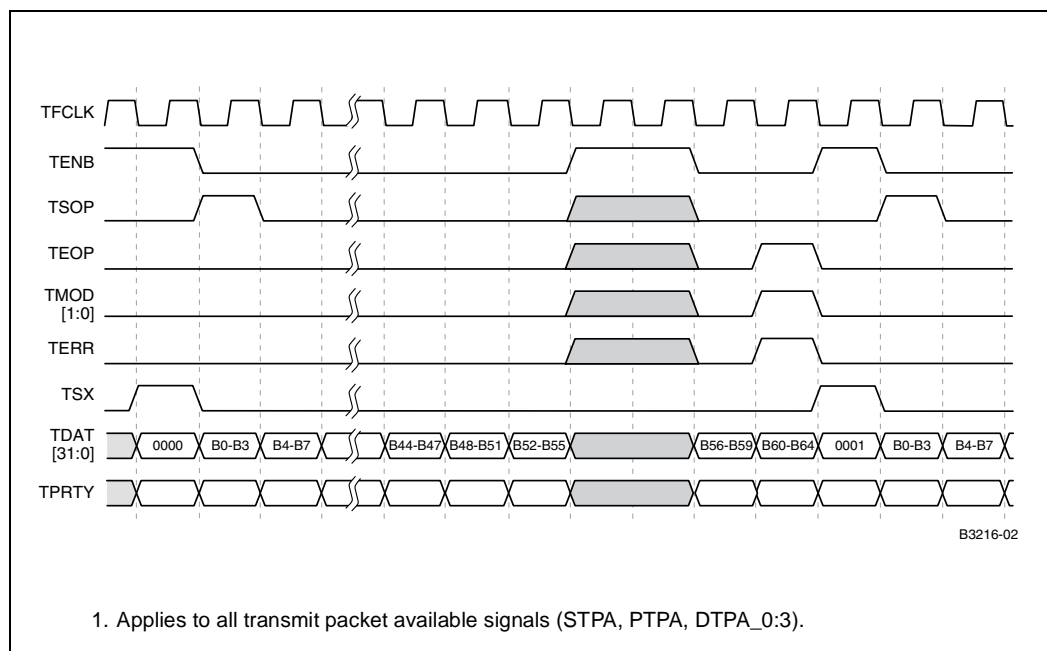 TFCLK
TENB
TSOP
TEOP
TMOD
[1:0]
TERR
TSX
TDAT
[31:0]
0000 B0-B3 B4-B7 B44-B47 B48-B51 B52-B55 B56-B59 B60-B64 0001 B0-B3 B4-B7
TPRTY
B3216-02
1. Applies to all transmit packet available signals (STPA, PTPA, DTPA_0:3).